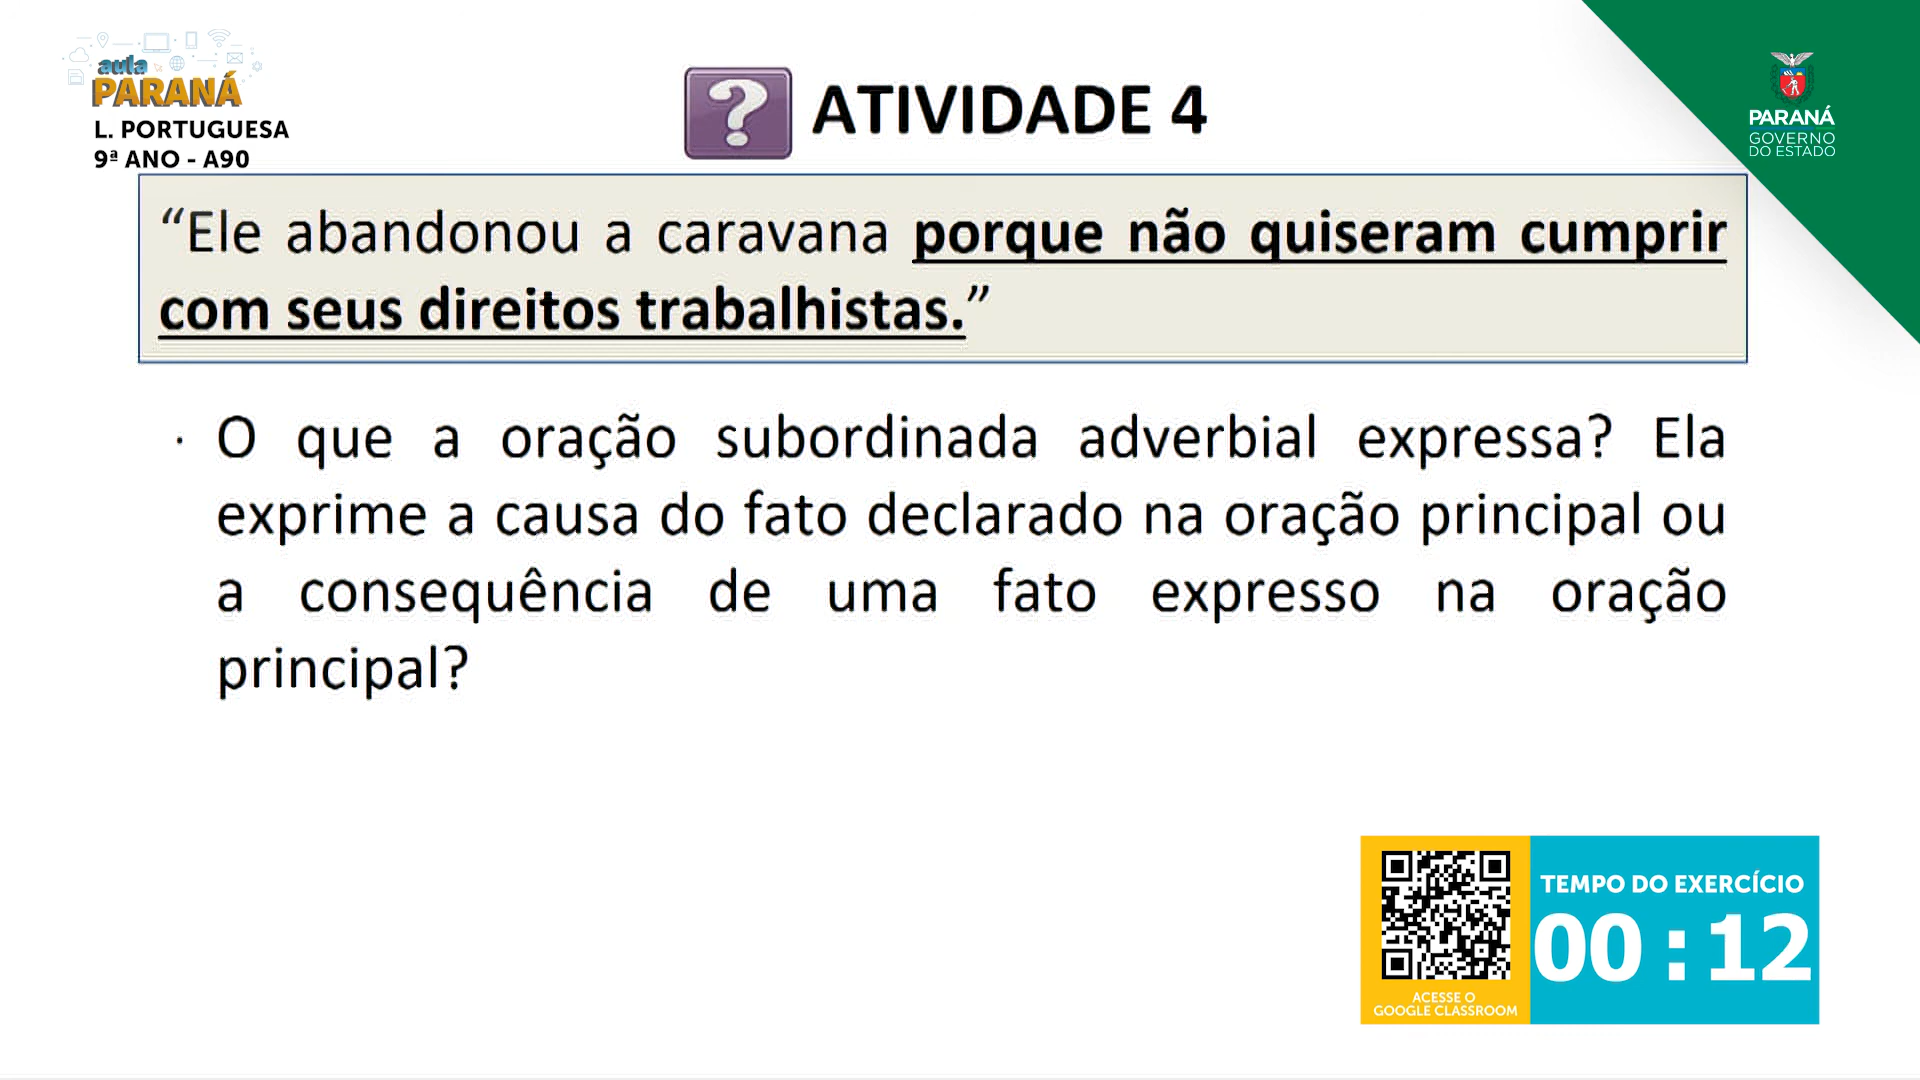 aula
PARANÁ
L. PORTUGUESA
9ª ANO - A90
? ATIVIDADE 4
PARANÁ
GOVERNO
DO ESTADO
“Ele abandonou a caravana porque não quiseram cumprir
com seus direitos trabalhistas.”
· O que a oração subordinada adverbial expressa? Ela
exprime a causa do fato declarado na oração principal ou
a consequência de uma fato expresso na oração
principal?
TEMPO DO EXERCÍCIO
00 : 12
ACESSE O
GOOGLE CLASSROOM